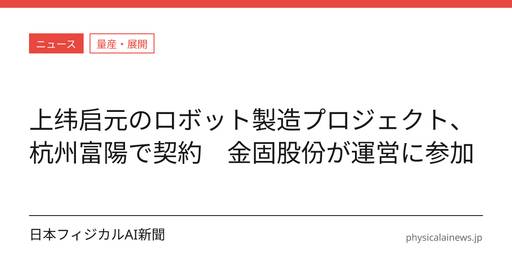 ニュース 量産・展開
上纬启元のロボット製造プロジェクト、
杭州富陽で契約　金固股份が運営に参加
日本フィジカルAI新聞 physicalainews.jp